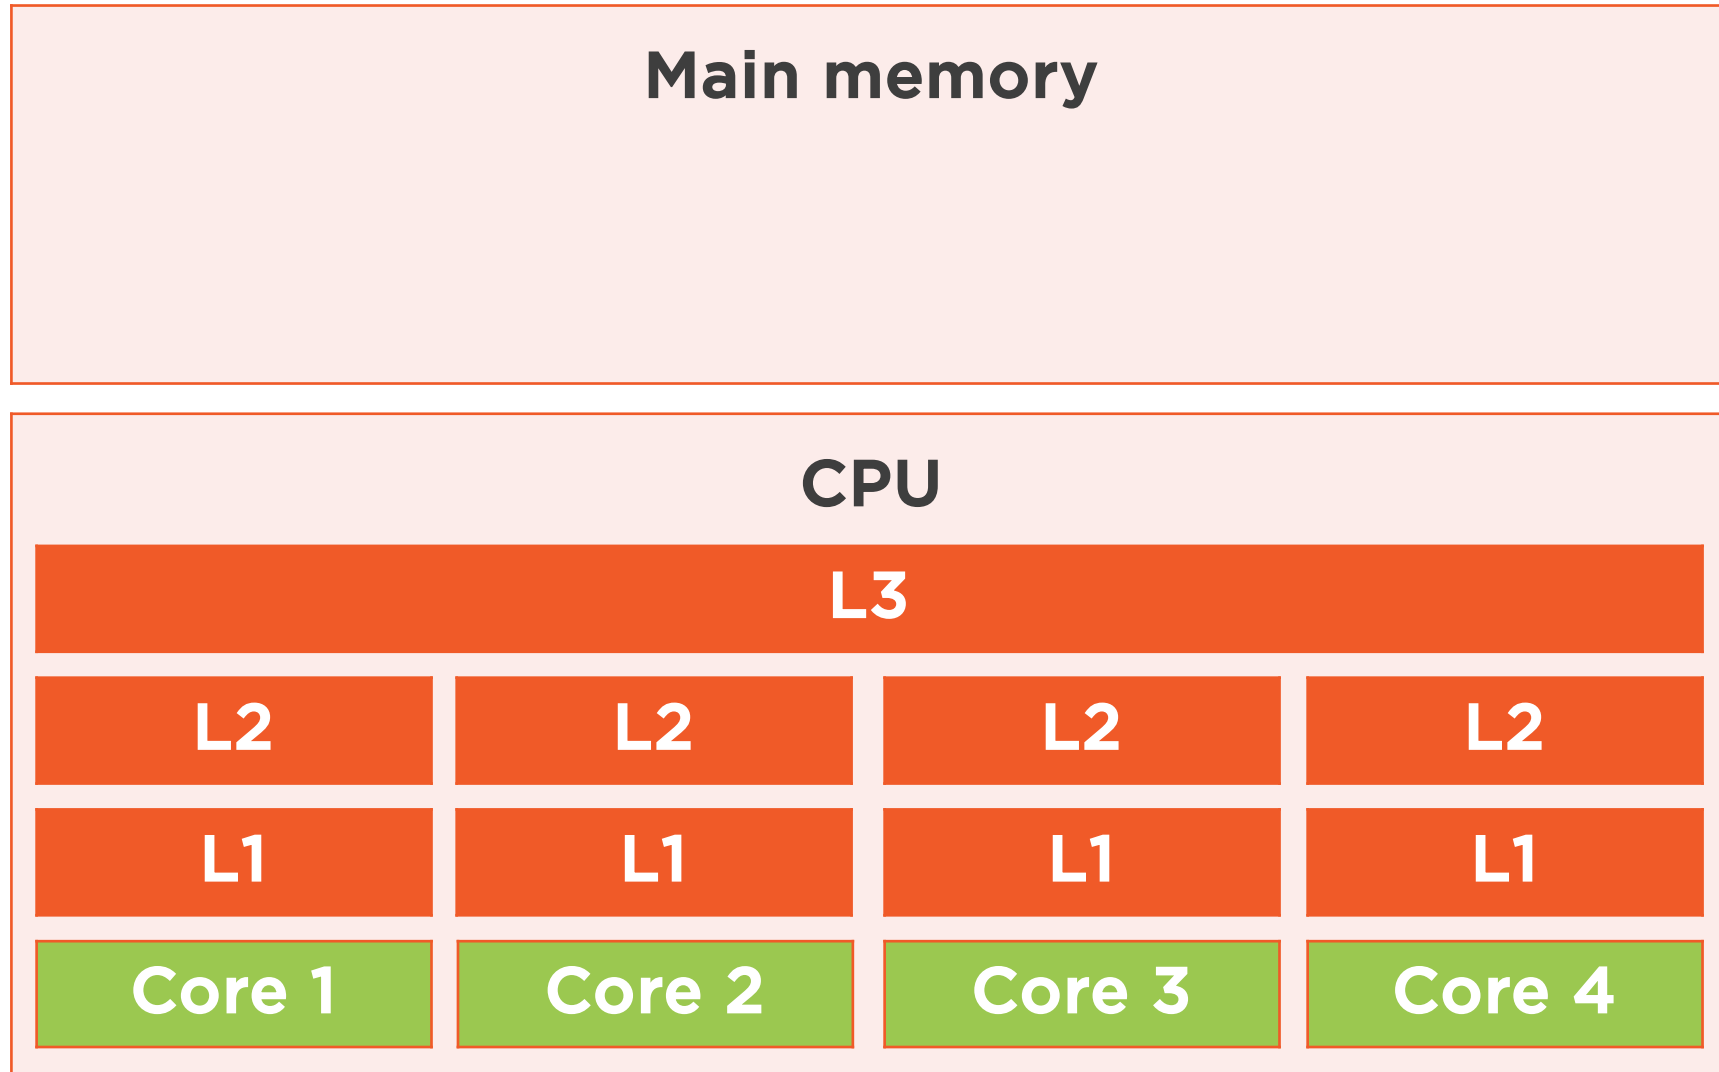 Main memory
CPU
L3
L2 L2 L2 L2
L1 L1 L1 L1
Core 1 Core 2 Core 3 Core 4